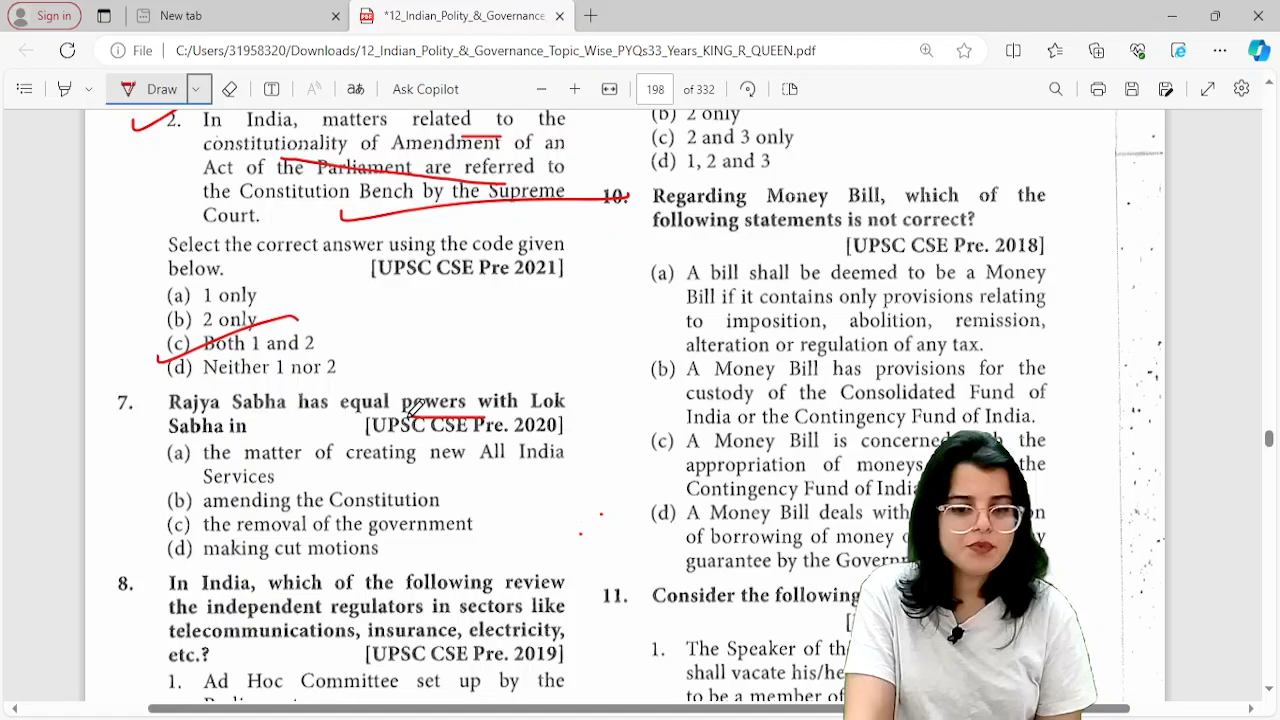 Sign in
New tab
*12_Indian_Polity_&_Governance_
File
C:/Users/31958320/Downloads/12_Indian_Polity_&_Governance_Topic_Wise_PYQs33_Years_KING_R_QUEEN.pdf
Draw
Ask Copilot
198 of 332
2. In India, matters related to the
constitutionality of Amendment of an
Act of the Parliament are referred to
the Constitution Bench by the Supreme
Court.
Select the correct answer using the code given
below. [UPSC CSE Pre 2021]
(a) 1 only
(b) 2 only
(c) Both 1 and 2
(d) Neither 1 nor 2
7. Rajya Sabha has equal powers with Lok
Sabha in [UPSC CSE Pre. 2020]
(a) the matter of creating new All India
Services
(b) amending the Constitution
(c) the removal of the government
(d) making cut motions
8. In India, which of the following review
the independent regulators in sectors like
telecommunications, insurance, electricity,
etc.? [UPSC CSE Pre. 2019]
1. Ad Hoc Committee set up by the
(b) 2 only
(c) 2 and 3 only
(d) 1, 2 and 3
10. Regarding Money Bill, which of the
following statements is not correct?
[UPSC CSE Pre. 2018]
(a) A bill shall be deemed to be a Money
Bill if it contains only provisions relating
to imposition, abolition, remission,
alteration or regulation of any tax.
(b) A Money Bill has provisions for the
custody of the Consolidated Fund of
India or the Contingency Fund of India.
(c) A Money Bill is concerned the
appropriation of moneys the
Contingency Fund of
(d) A Money Bill deals with
of borrowing of money
guarantee by the
11. Consider the following
1. The Speaker of
shall vacate
to be a member of